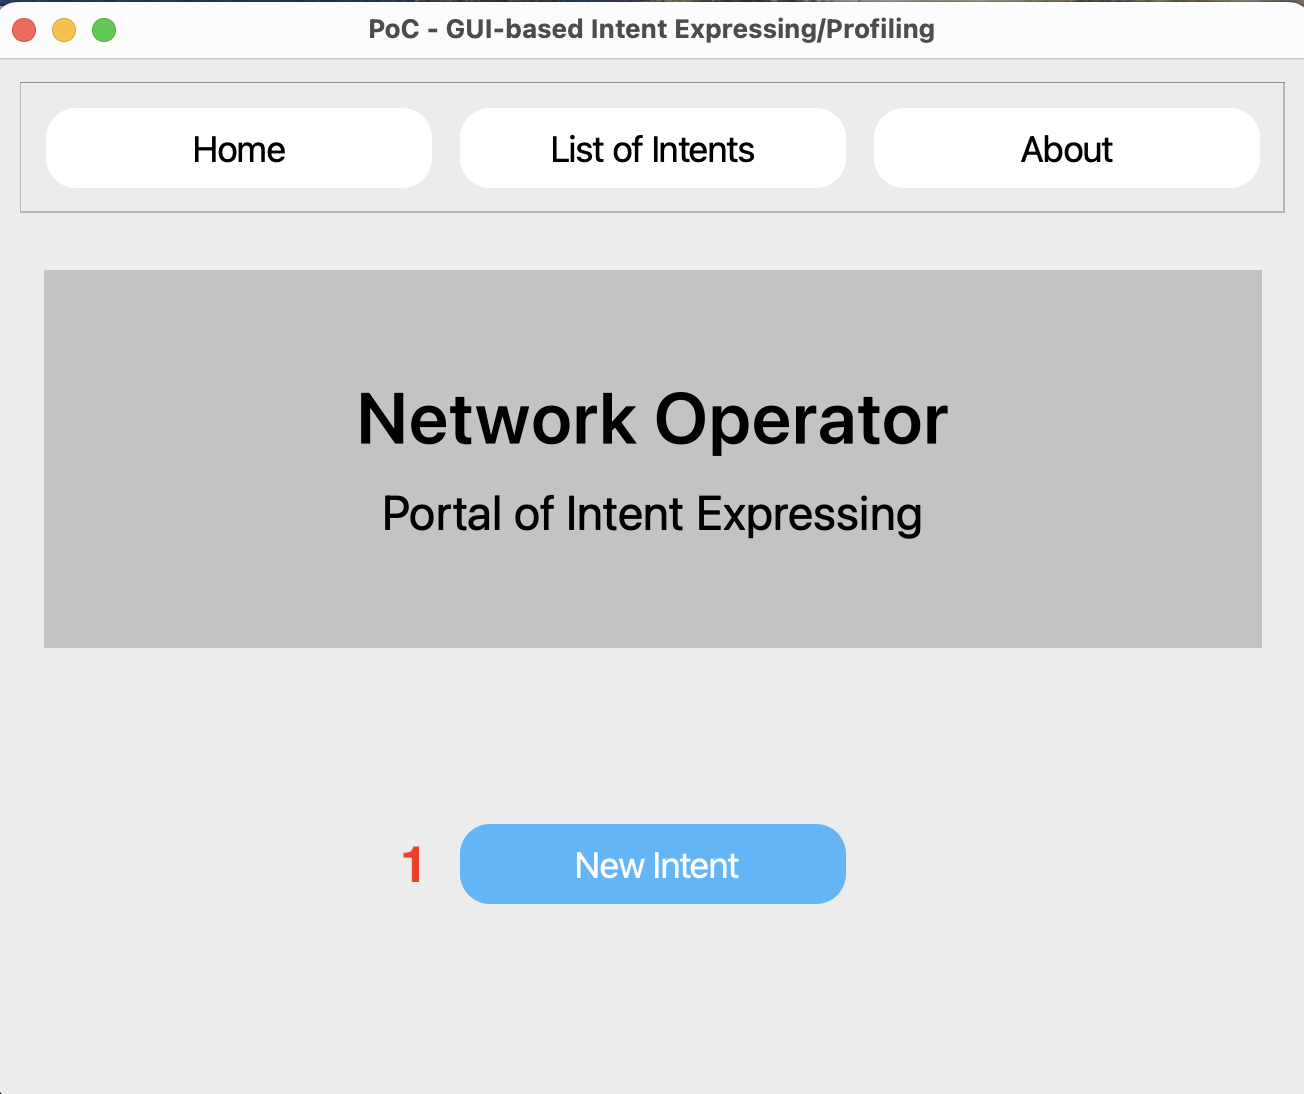 PoC - GUI-based Intent Expressing/Profiling
Home
List of Intents
About
Network Operator
Portal of Intent Expressing
1
New Intent